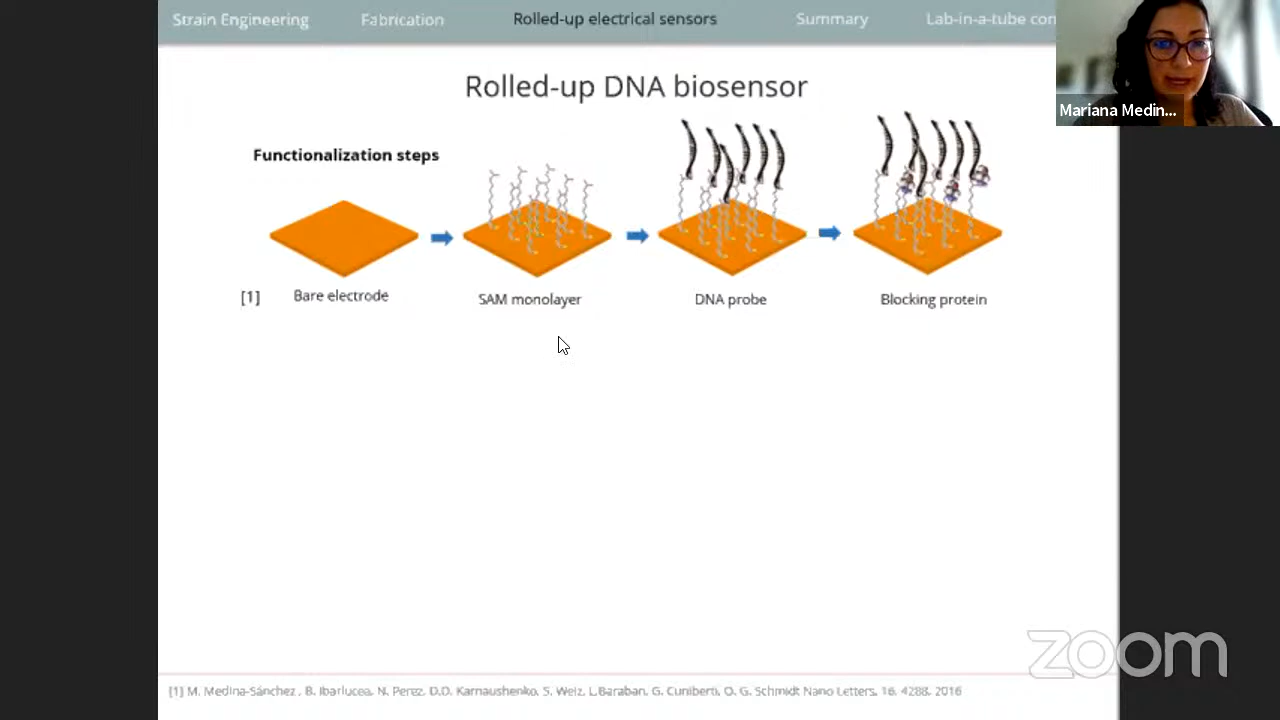 Strain Engineering Fabrication Rolled-up electrical sensors Summary Lab-in-a-tube con
Mariana Medin...
Rolled-up DNA biosensor
Functionalization steps
[1] Bare electrode SAM monolayer DNA probe Blocking protein
zoom
[1] M. Medina-Sánchez , B. Ibarlucea, N. Perez, D.D. Karnaushenko, S. Welz, L.Baraban, G. Cuniberti, O. G. Schmidt Nano Letters, 16, 4288, 2016